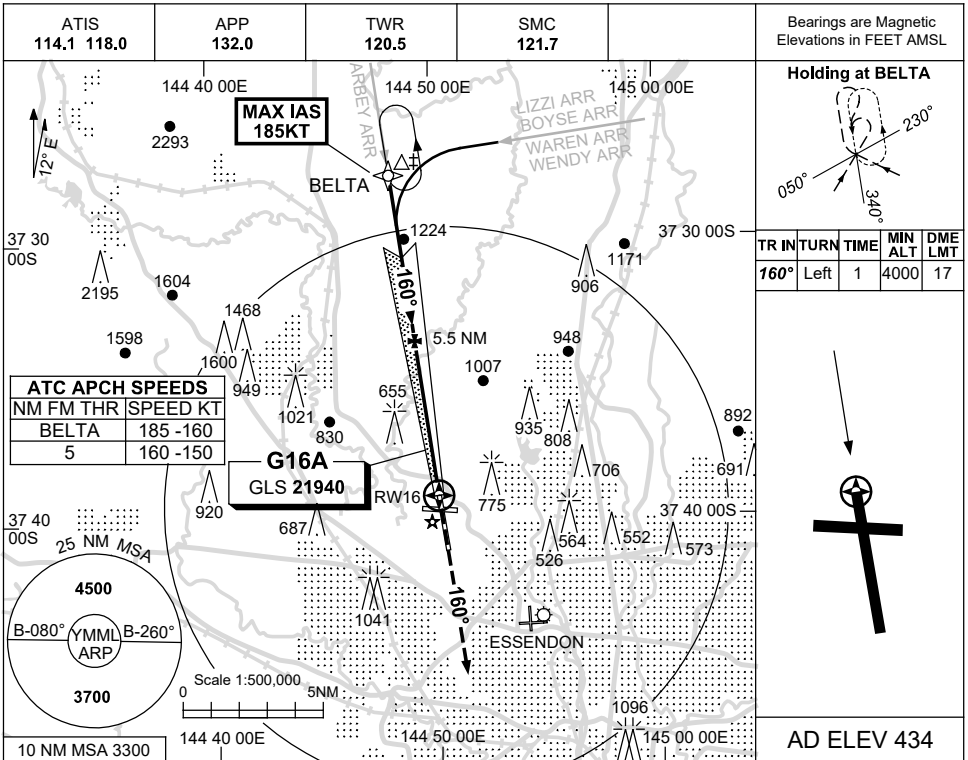 ATIS
114.1 118.0
APP
132.0
TWR
120.5
SMC
121.7
Bearings are Magnetic
Elevations in FEET AMSL
144 40 00E
144 50 00E
145 00 00E
ARBEY ARR
LIZZI ARR
BOYSE ARR
WAREN ARR
WENDY ARR
MAX IAS
185KT
12° E
2293
BELTA
1224
37 30
00S
37 30 00S
2195
1604
1171
906
160°
1468
1598
1600
949
5.5 NM
948
1007
1021
655
830
935
808
892
ATC APCH SPEEDS
NM FM THR SPEED KT
BELTA 185 -160
5 160 -150
G16A
GLS 21940
RW16
706
691
775
920
687
37 40
00S
37 40 00S
564
526
552
573
25 NM MSA
4500
B-080°
YMML
ARP
B-260°
3700
1041
160°
ESSENDON
Scale 1:500,000
0 5NM
1096
144 40 00E
144 50 00E
145 00 00E
10 NM MSA 3300
Holding at BELTA
230°
050°
340°
TR IN TURN TIME MIN ALT DME LMT
160° Left 1 4000 17
AD ELEV 434